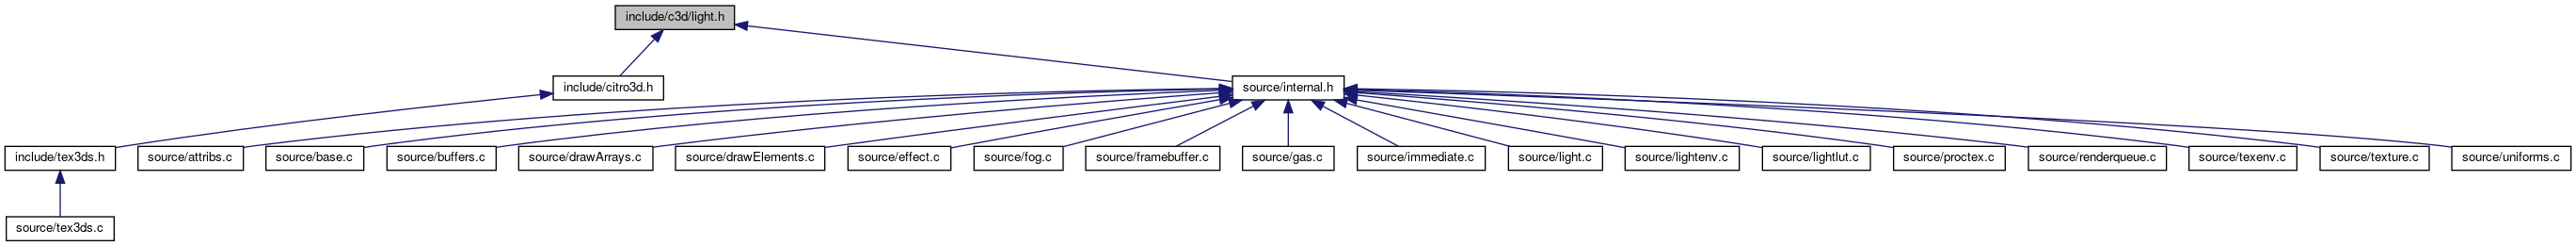 include/c3d/light.h
include/citro3d.h
source/internal.h
include/tex3ds.h
source/attribs.c
source/base.c
source/buffers.c
source/drawArrays.c
source/drawElements.c
source/effect.c
source/fog.c
source/framebuffer.c
source/gas.c
source/immediate.c
source/light.c
source/lightenv.c
source/lightlut.c
source/proctex.c
source/renderqueue.c
source/texenv.c
source/texture.c
source/uniforms.c
source/tex3ds.c